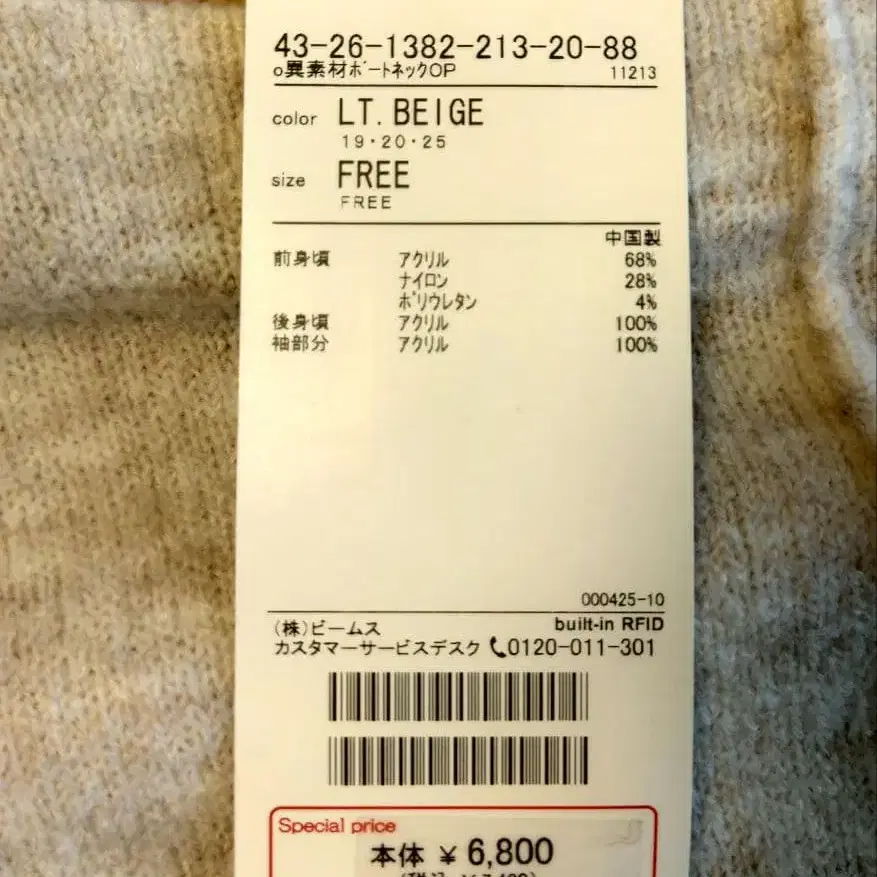 43-26-1382-213-20-88
o異素材ボートネックOP 11213
color LT. BEIGE
19・20・25
size FREE
FREE
中国製
前身頃 アクリル 68%
ナイロン 28%
ポリウレタン 4%
後身頃 アクリル 100%
袖部分 アクリル 100%
000425-10
(株)ビームス built-in RFID
カスタマーサービスデスク 0120-011-301
Special price
本体 ¥6,800